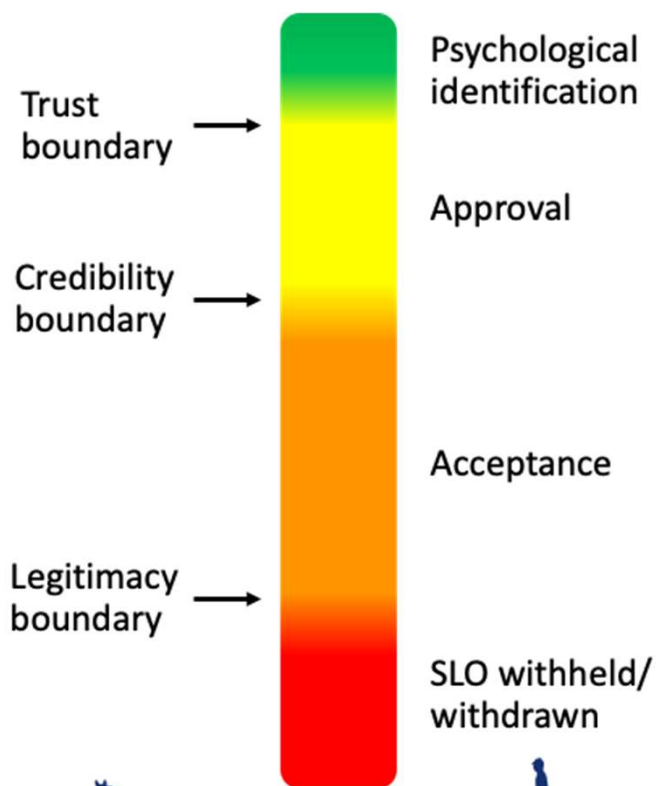 Psychological
identification
Trust
boundary
Approval
Credibility
boundary
Acceptance
Legitimacy
boundary
SLO withheld/
withdrawn